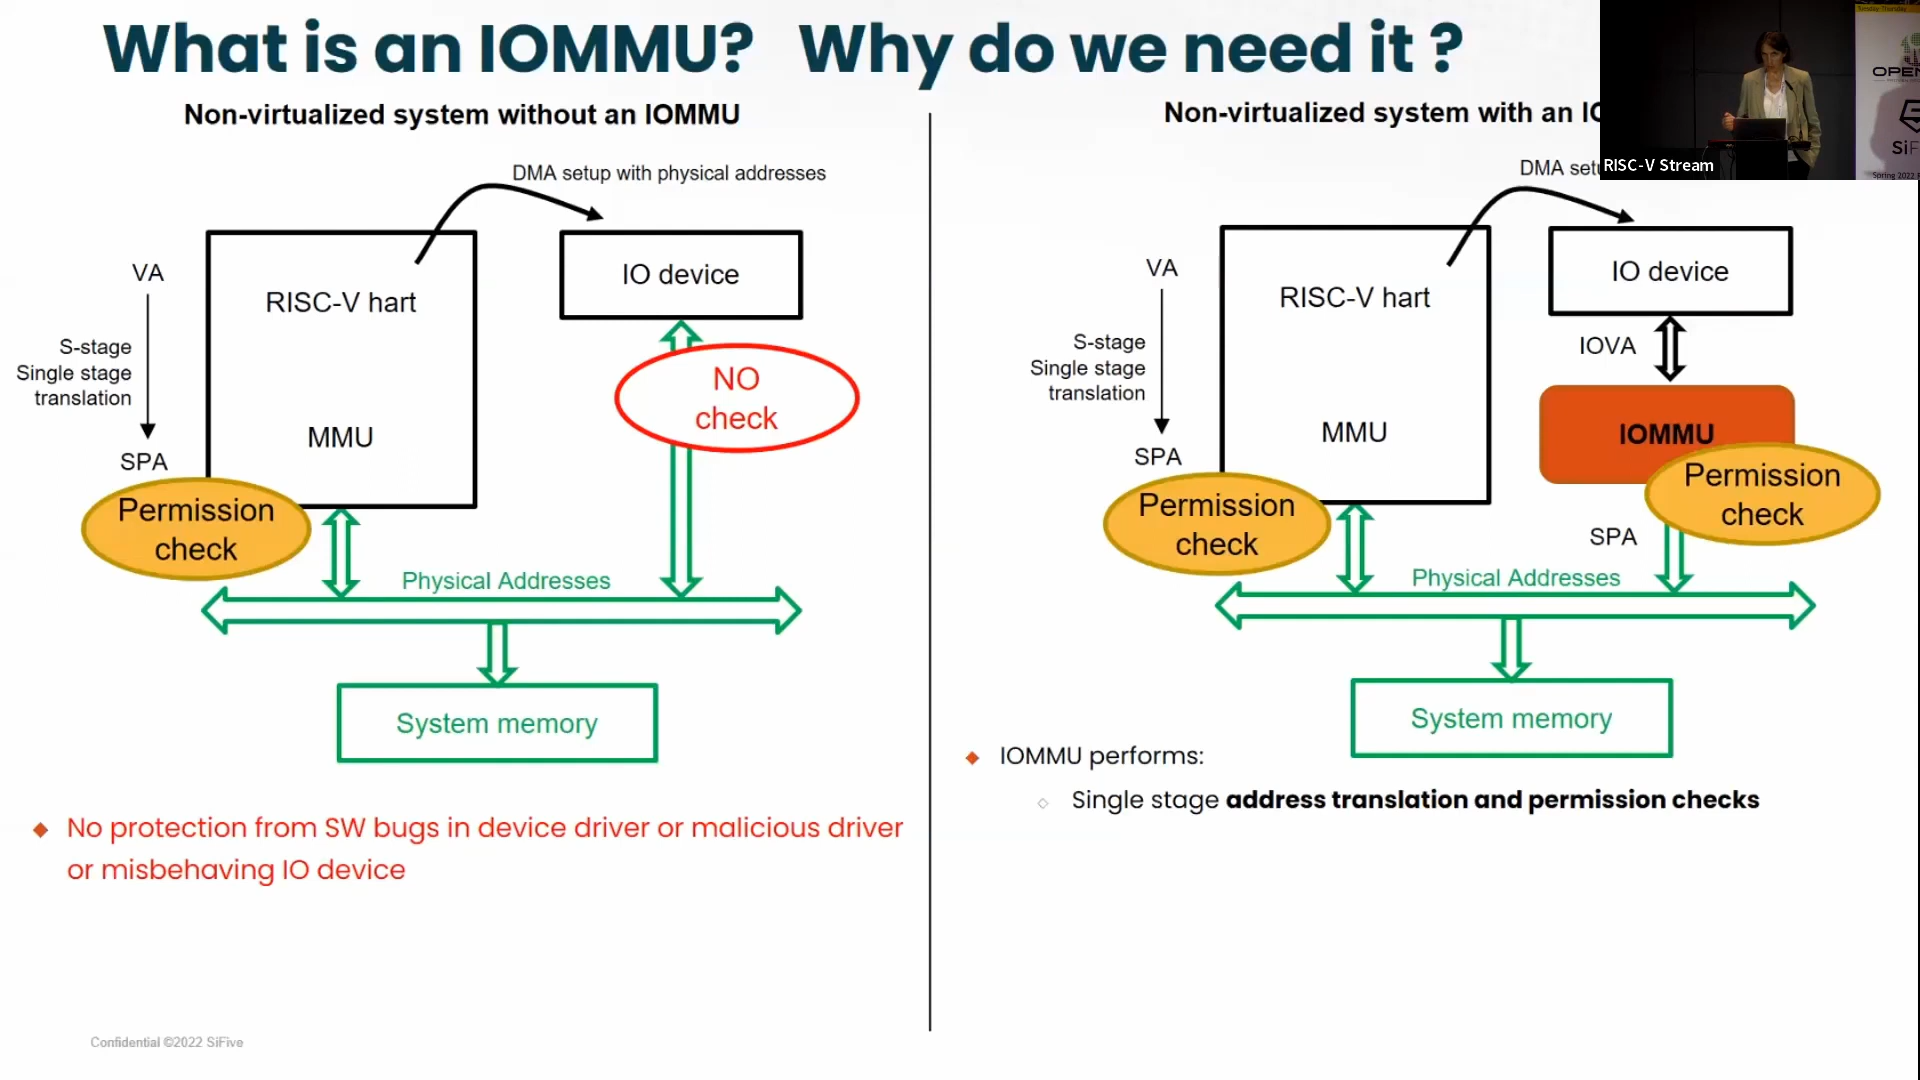 What is an IOMMU? Why do we need it ?
Non-virtualized system without an IOMMU
DMA setup with physical addresses
VA
RISC-V hart
IO device
S-stage
Single stage
translation
NO
check
MMU
SPA
Permission
check
Physical Addresses
System memory
No protection from SW bugs in device driver or malicious driver
or misbehaving IO device
Confidential ©2022 SiFive
Non-virtualized system with an
DMA
VA
RISC-V hart
IO device
S-stage
Single stage
translation
IOVA
MMU
IOMMU
SPA
Permission
check
Permission
check
SPA
Physical Addresses
System memory
IOMMU performs:
Single stage address translation and permission checks
RISC-V Stream
Spring 2022